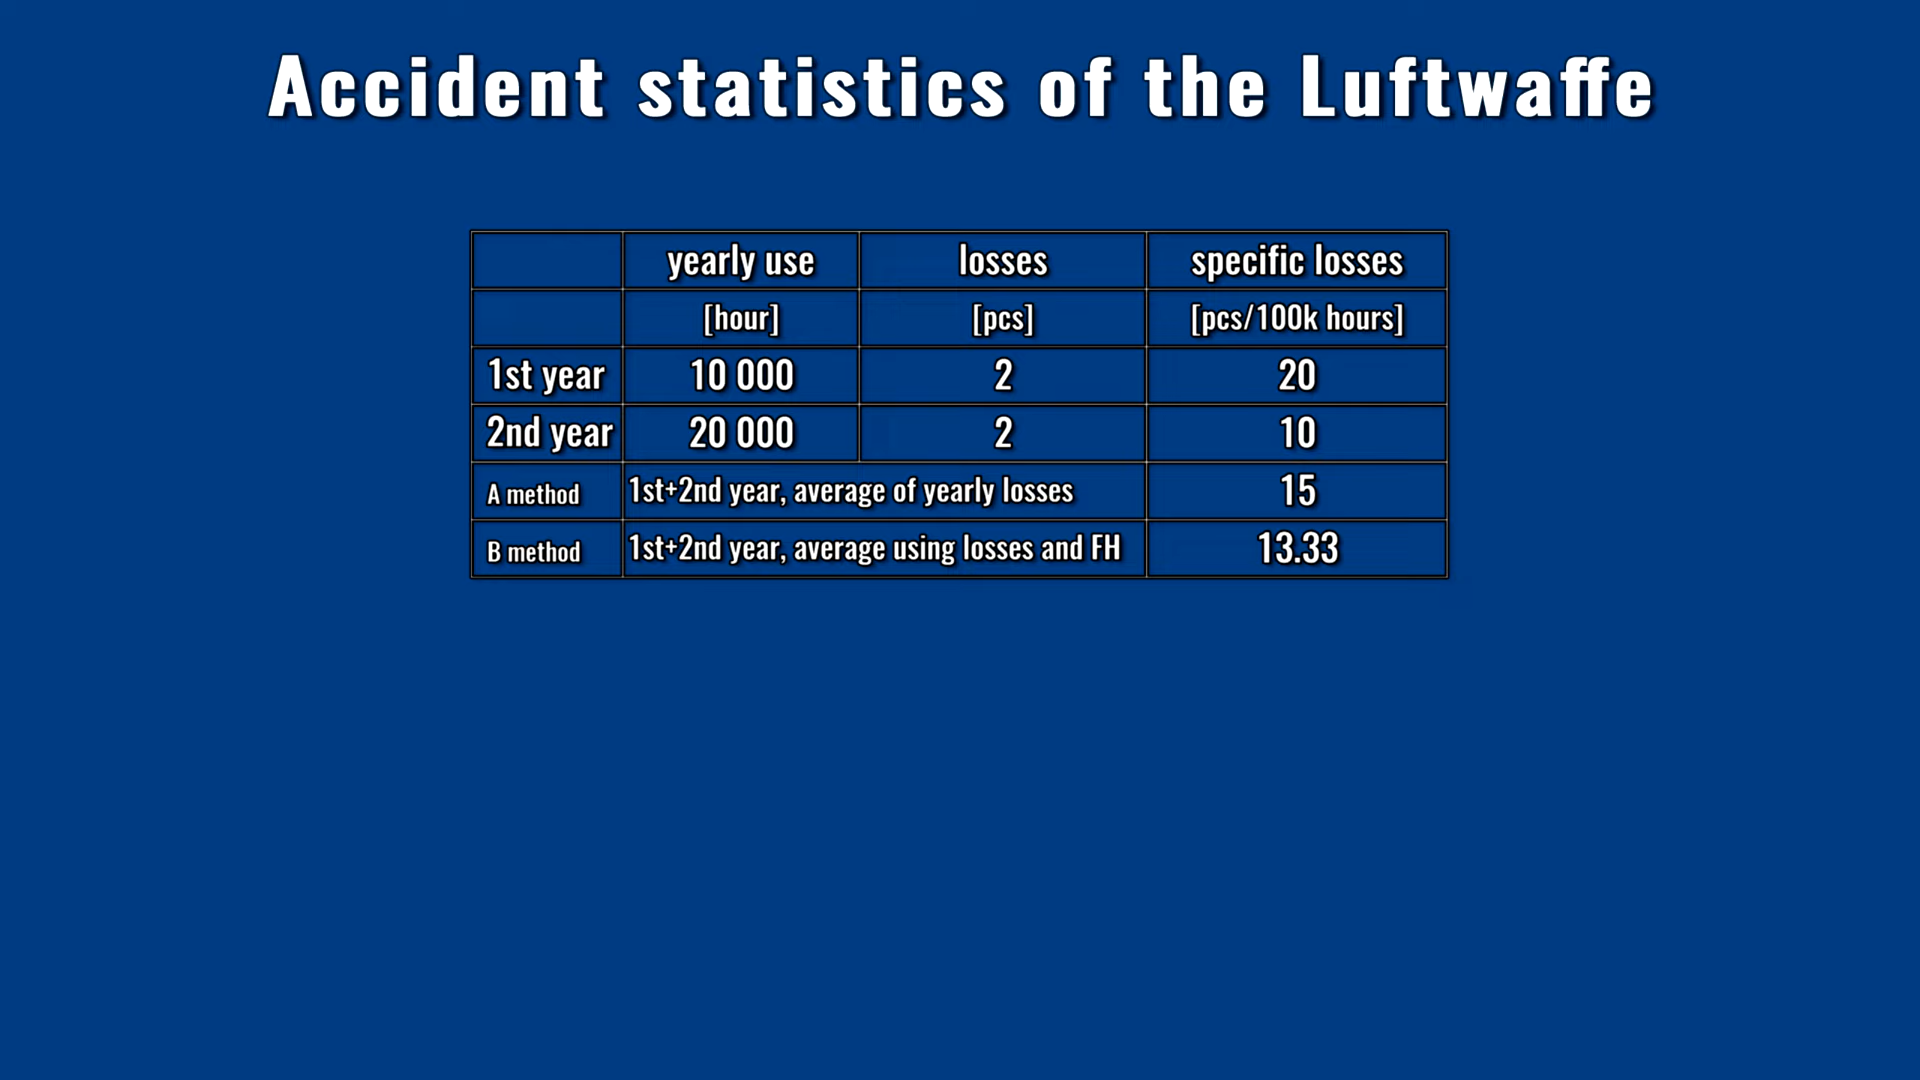 Accident statistics of the Luftwaffe
yearly use losses specific losses
[hour] [pcs] [pcs/100k hours]
1st year 10 000 2 20
2nd year 20 000 2 10
A method 1st+2nd year, average of yearly losses 15
B method 1st+2nd year, average using losses and FH 13.33